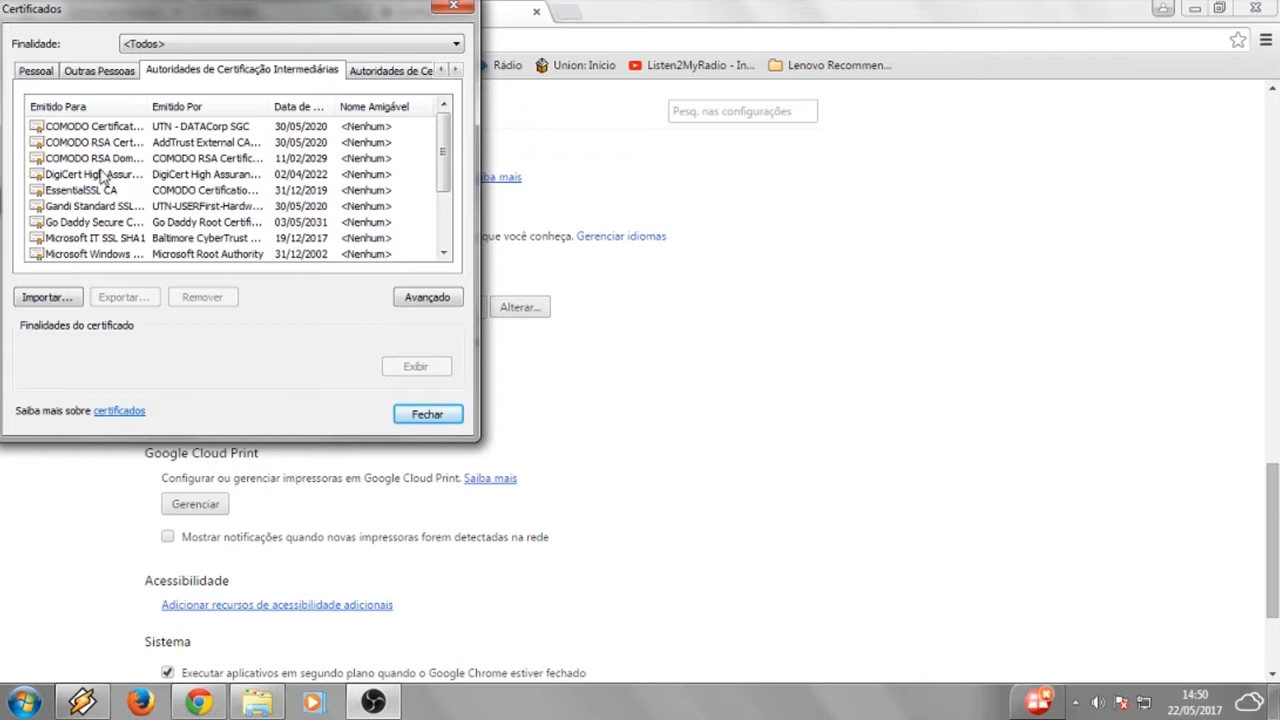 Certificados
Finalidade: <Todos>
Pessoal Outras Pessoas Autoridades de Certificação Intermediárias Autoridades de Ce
Emitido Para Emitido Por Data de ... Nome Amigável
COMODO Certificat... UTN - DATACorp SGC 30/05/2020 <Nenhum>
COMODO RSA Cert... AddTrust External CA... 30/05/2020 <Nenhum>
COMODO RSA Dom... COMODO RSA Certific... 11/02/2029 <Nenhum>
DigiCert High Assur... DigiCert High Assuran... 02/04/2022 <Nenhum>
EssentialSSL CA COMODO Certificatio... 31/12/2019 <Nenhum>
Gandi Standard SSL... UTN-USERFirst-Hardw... 30/05/2020 <Nenhum>
Go Daddy Secure C... Go Daddy Root Certifi... 03/05/2031 <Nenhum>
Microsoft IT SSL SHA1 Baltimore CyberTrust ... 19/12/2017 <Nenhum>
Microsoft Windows ... Microsoft Root Authority 31/12/2002 <Nenhum>
Importar... Exportar... Remover Avançado
Finalidades do certificado
Exibir
Saiba mais sobre certificados
Fechar
Rádio Union: Início Listen2MyRadio - In... Lenovo Recommen...
Pesq. nas configurações
ba mais
que você conheça. Gerenciar idiomas
Alterar...
Google Cloud Print
Configurar ou gerenciar impressoras em Google Cloud Print. Saiba mais
Gerenciar
Mostrar notificações quando novas impressoras forem detectadas na rede
Acessibilidade
Adicionar recursos de acessibilidade adicionais
Sistema
Executar aplicativos em segundo plano quando o Google Chrome estiver fechado
14:50
22/05/2017